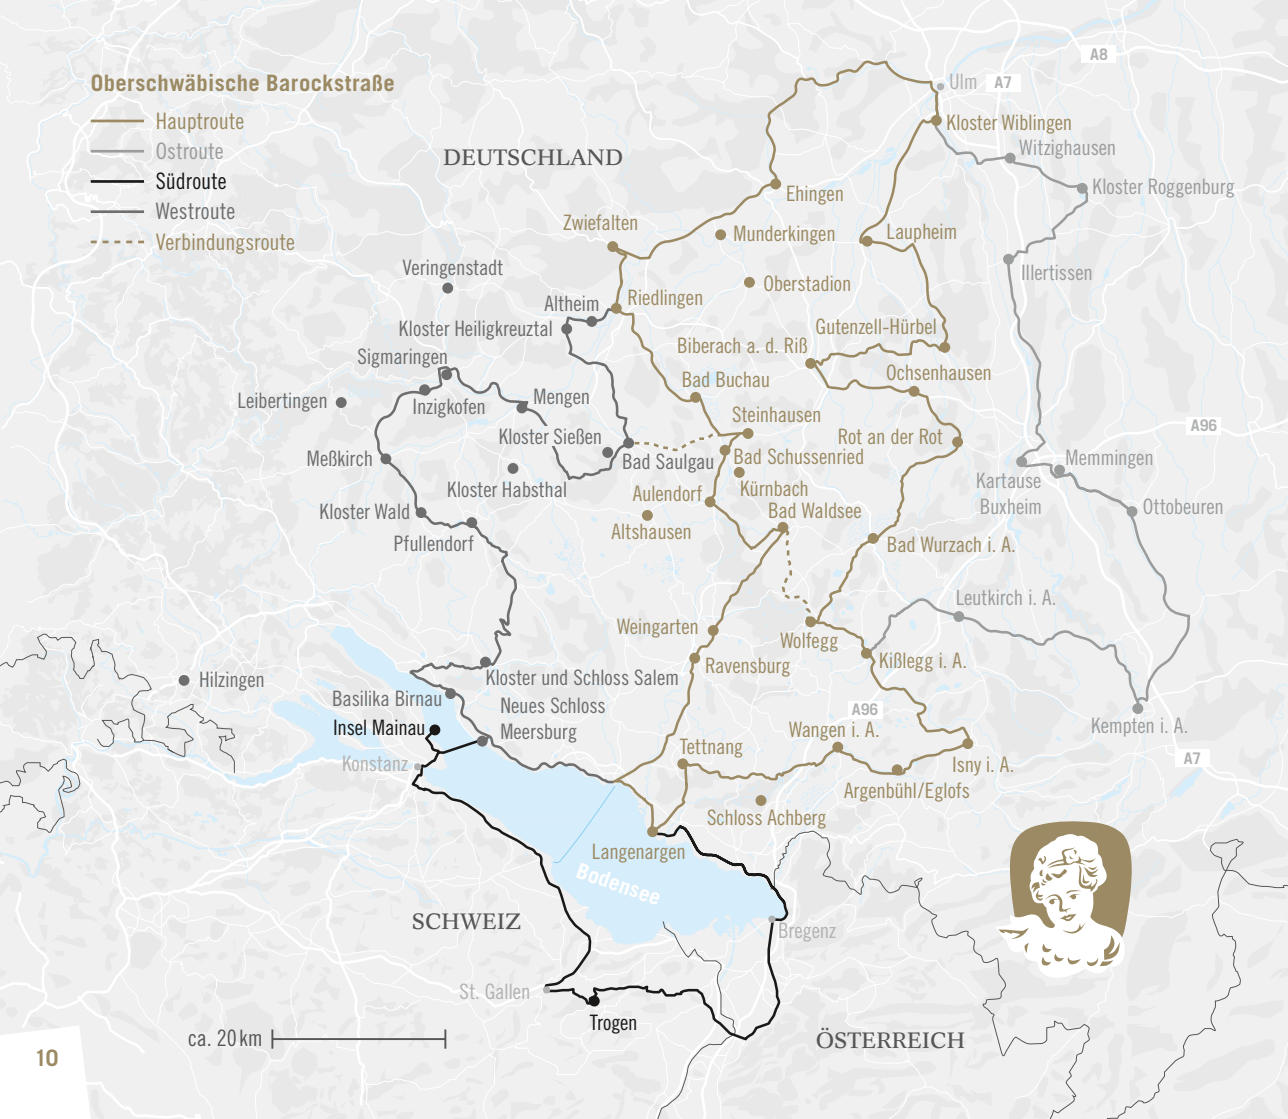 Oberschwäbische Barockstraße
Hauptroute
Ostroute
Südroute
Westroute
Verbindungsroute
DEUTSCHLAND
A8
Ulm
A7
Kloster Wiblingen
Witzighausen
Kloster Roggenburg
Ehingen
Zwiefalten
Munderkingen
Laupheim
Veringenstadt
Illertissen
Oberstadion
Altheim
Riedlingen
Kloster Heiligkreuztal
Gutenzell-Hürbel
Biberach a. d. Riß
Sigmaringen
Ochsenhausen
Bad Buchau
Leibertingen
Inzigkofen
Mengen
Steinhausen
A96
Kloster Sießen
Rot an der Rot
Meßkirch
Bad Saulgau
Bad Schussenried
Memmingen
Kloster Habsthal
Kürnbach
Kartause
Buxheim
Aulendorf
Ottobeuren
Kloster Wald
Bad Waldsee
Altshausen
Pfullendorf
Bad Wurzach i. A.
Leutkirch i. A.
Weingarten
Wolfegg
Ravensburg
Kißlegg i. A.
Hilzingen
Kloster und Schloss Salem
Basilika Birnau
Neues Schloss
Meersburg
A96
Insel Mainau
Wangen i. A.
Kempten i. A.
Tettnang
A7
Konstanz
Isny i. A.
Argenbühl/Eglofs
Schloss Achberg
Langenargen
Bodensee
SCHWEIZ
Bregenz
St. Gallen
Trogen
ca. 20 km
ÖSTERREICH
10